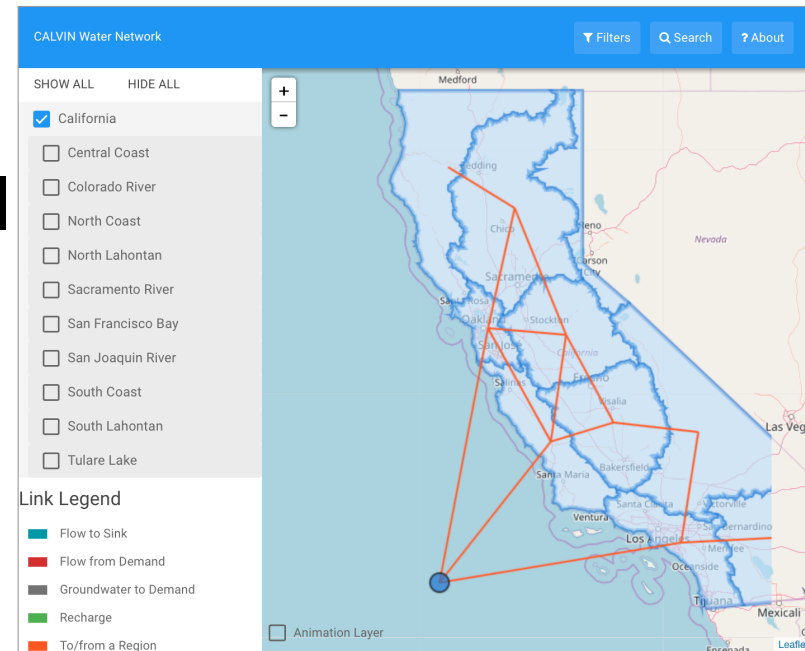 CALVIN Water Network
Filters
Search
? About
SHOW ALL
HIDE ALL
California
Central Coast
Colorado River
North Coast
North Lahontan
Sacramento River
San Francisco Bay
San Joaquin River
South Coast
South Lahontan
Tulare Lake
Link Legend
Flow to Sink
Flow from Demand
Groundwater to Demand
Recharge
To/from a Region
+
−
Medford
Redding
Chico
Reno
Carson
City
Nevada
Sacramento
Santa Rosa
Oakland
Stockton
San Jose
California
Salinas
Fresno
Visalia
Las Veg
Santa Maria
Bakersfield
Santa Clarita
Victorville
Ventura
San Bernardino
Los Angeles
Menifee
Oceanside
Tijuana
Mexicali
Ensenada
Animation Layer
Leafle